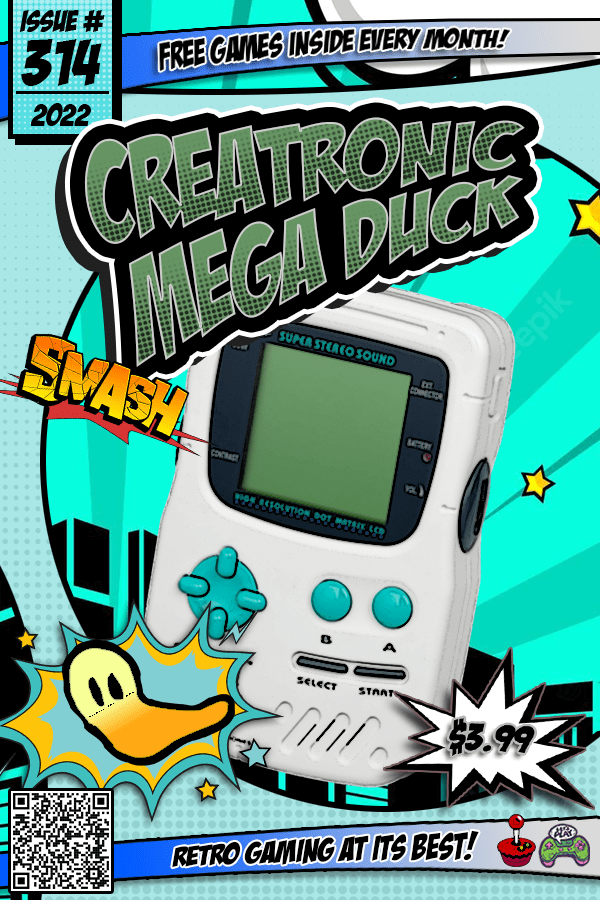 ISSUE #
314
2022
FREE GAMES INSIDE EVERY MONTH!
CREATRONIC
MEGA DUCK
SMASH
SUPER STEREO SOUND
EXT
CONNECTOR
BATTERY
CONTRAST
VOL
HIGH RESOLUTION DOT MATRIX LCD
B
A
SELECT
START
$3.99
RETRO GAMING AT ITS BEST!